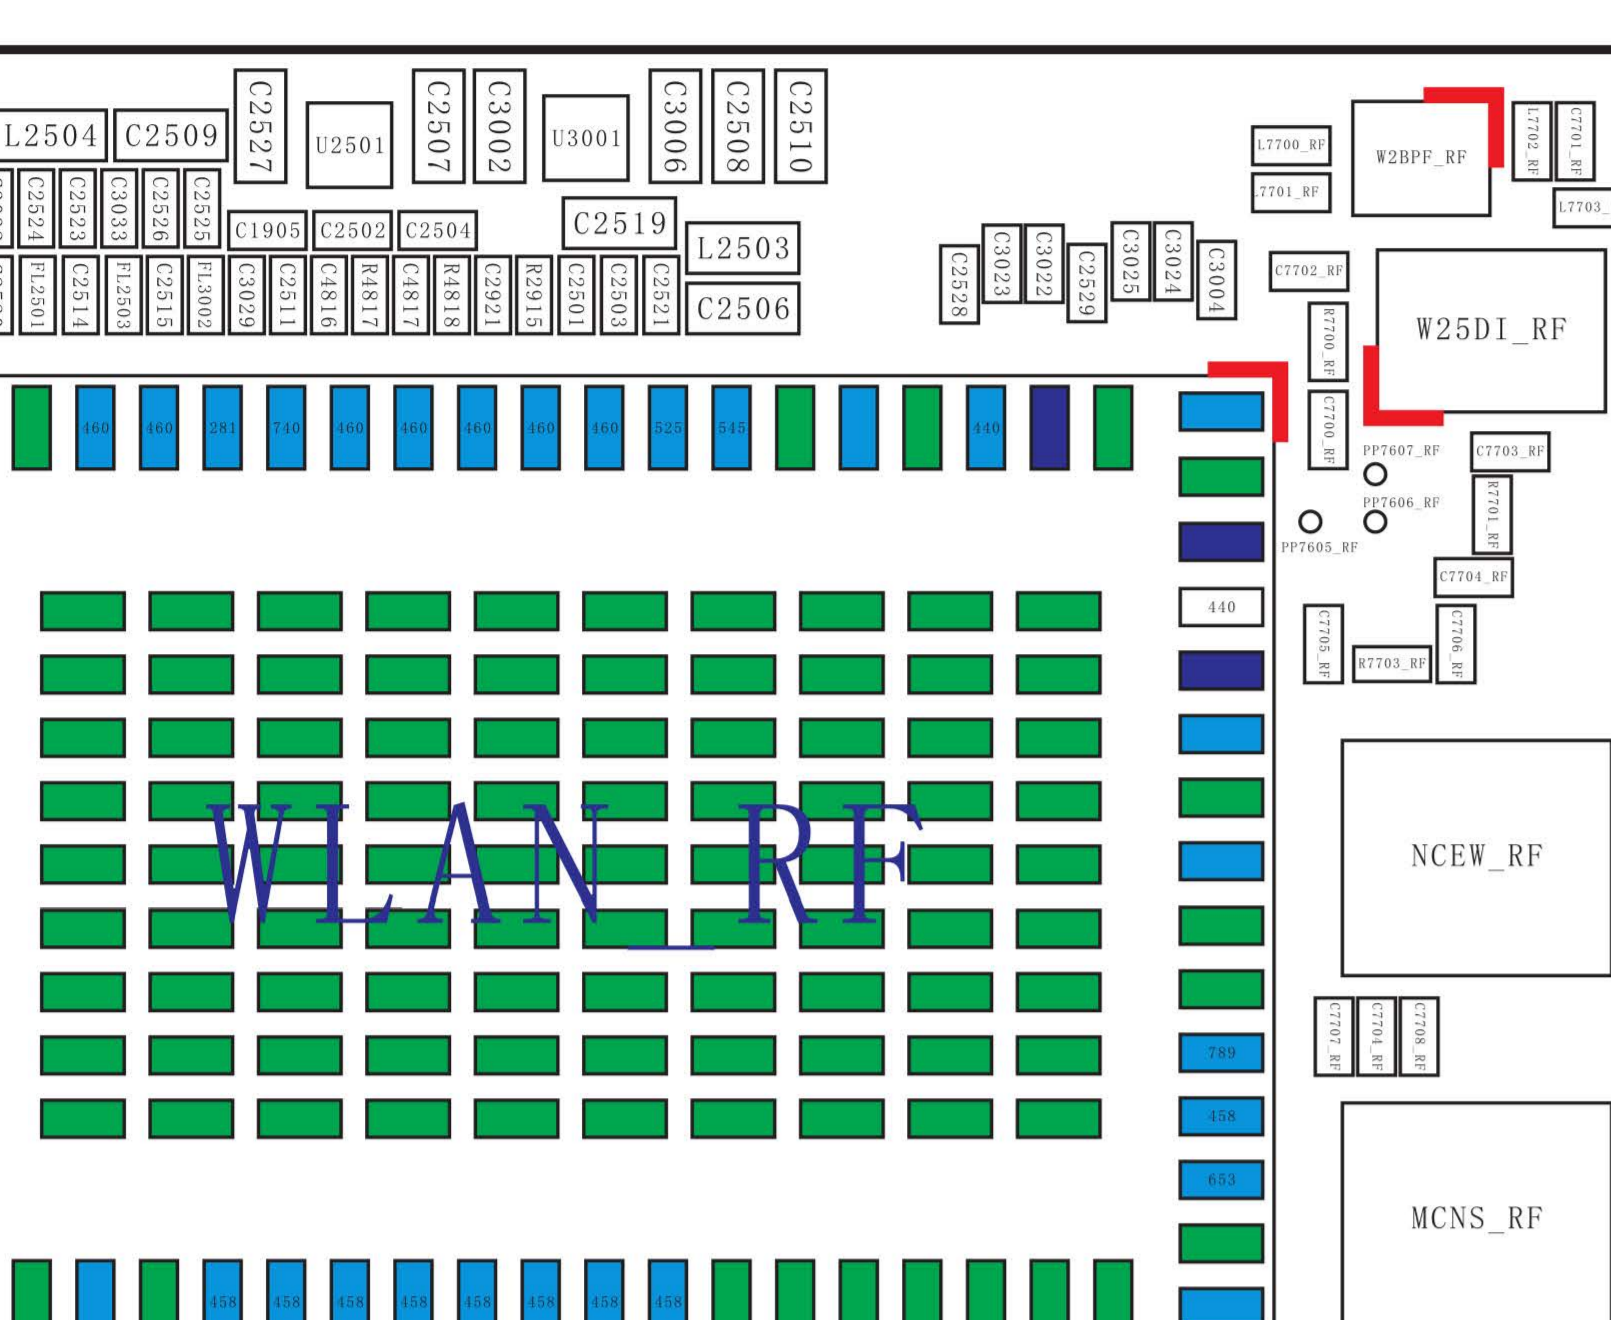 C2527
C2507
C3002
C3006
C2508
C2510
L2504
C2509
U2501
U3001
L7700_RF
W2BPF_RF
L7702_RF
C7701_RF
L7701_RF
L7703_
C2524
C2523
C3033
C2526
C2525
C1905
C2502
C2504
C2519
L2503
C2528
C3023
C3022
C2529
C3025
C3024
C3004
C7702_RF
FL2501
C2514
FL2503
C2515
FL3002
C3029
C2511
C4816
R4817
C4817
R4818
C2921
R2915
C2501
C2503
C2521
C2506
R7700_RF
W25DI_RF
460
460
281
740
460
460
460
460
460
525
545
440
C7700_RF
PP7607_RF
C7703_RF
PP7606_RF
R7701_RF
PP7605_RF
C7704_RF
440
C7705_RF
R7703_RF
C7706_RF
WLAN_RF
NCEW_RF
789
C7707_RF
C7704_RF
C7708_RF
458
653
MCNS_RF
458
458
458
458
458
458
458
458